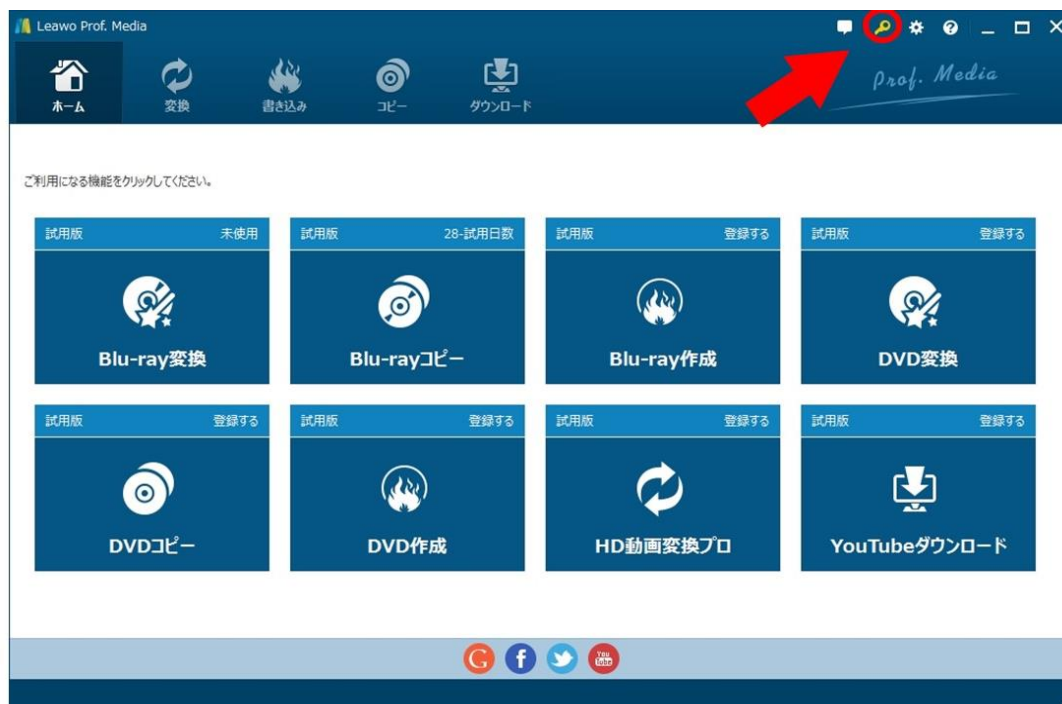 Leawo Prof. Media
ホーム
変換
書き込み
コピー
ダウンロード
Prof. Media
ご利用になる機能をクリックしてください。
試用版 未使用
Blu-ray変換
試用版 28-試用日数
Blu-rayコピー
試用版 登録する
Blu-ray作成
試用版 登録する
DVD変換
試用版 登録する
DVDコピー
試用版 登録する
DVD作成
試用版 登録する
HD動画変換プロ
試用版 登録する
YouTubeダウンロード
G f You
Tube